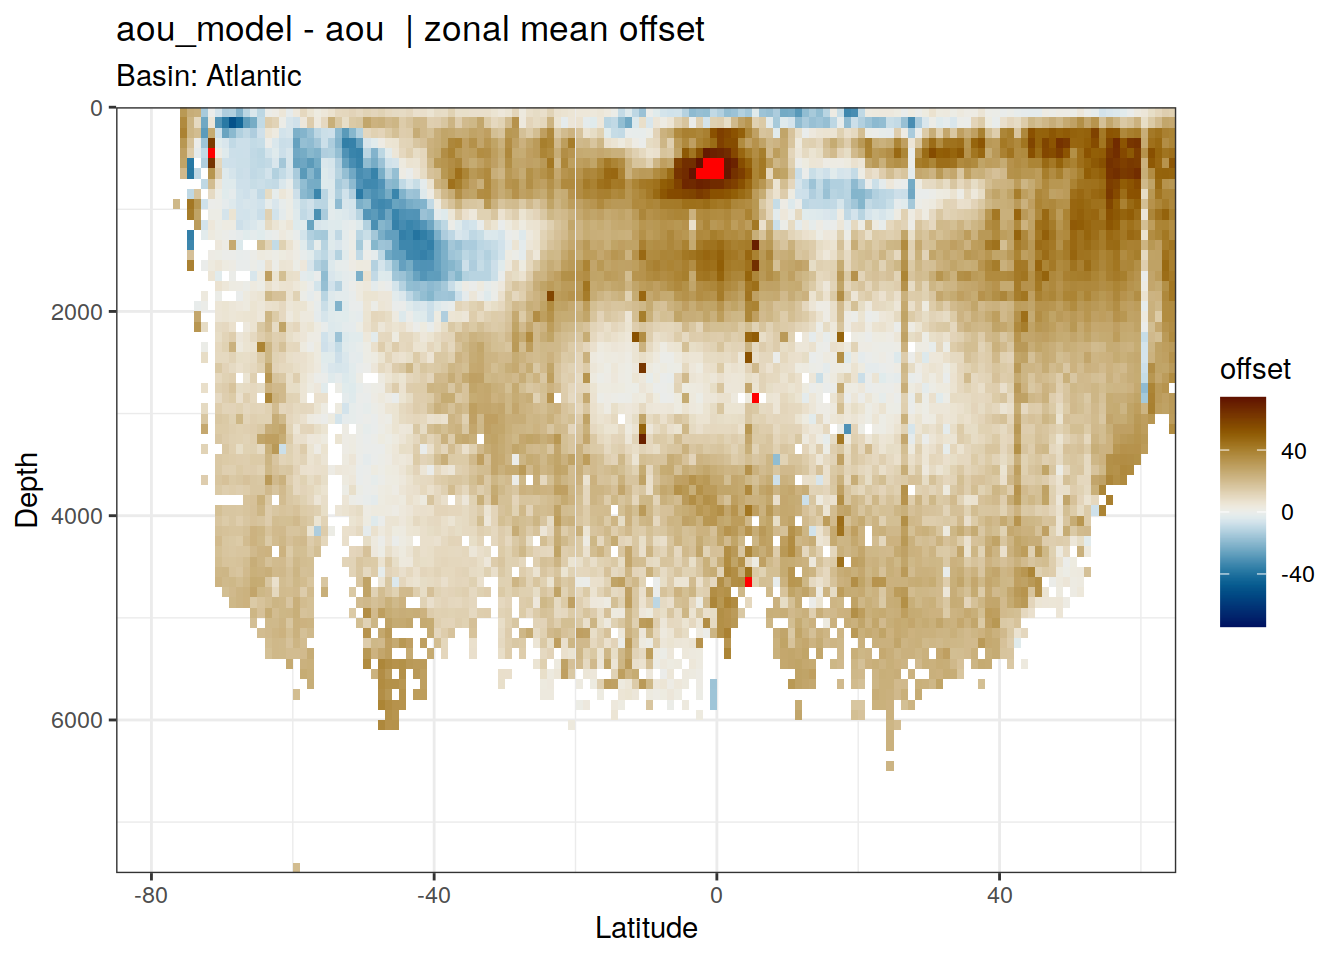 aou_model - aou  | zonal mean offset
Basin: Atlantic
0
2000
4000
6000
Depth
-80
-40
0
40
Latitude
offset
40
0
-40